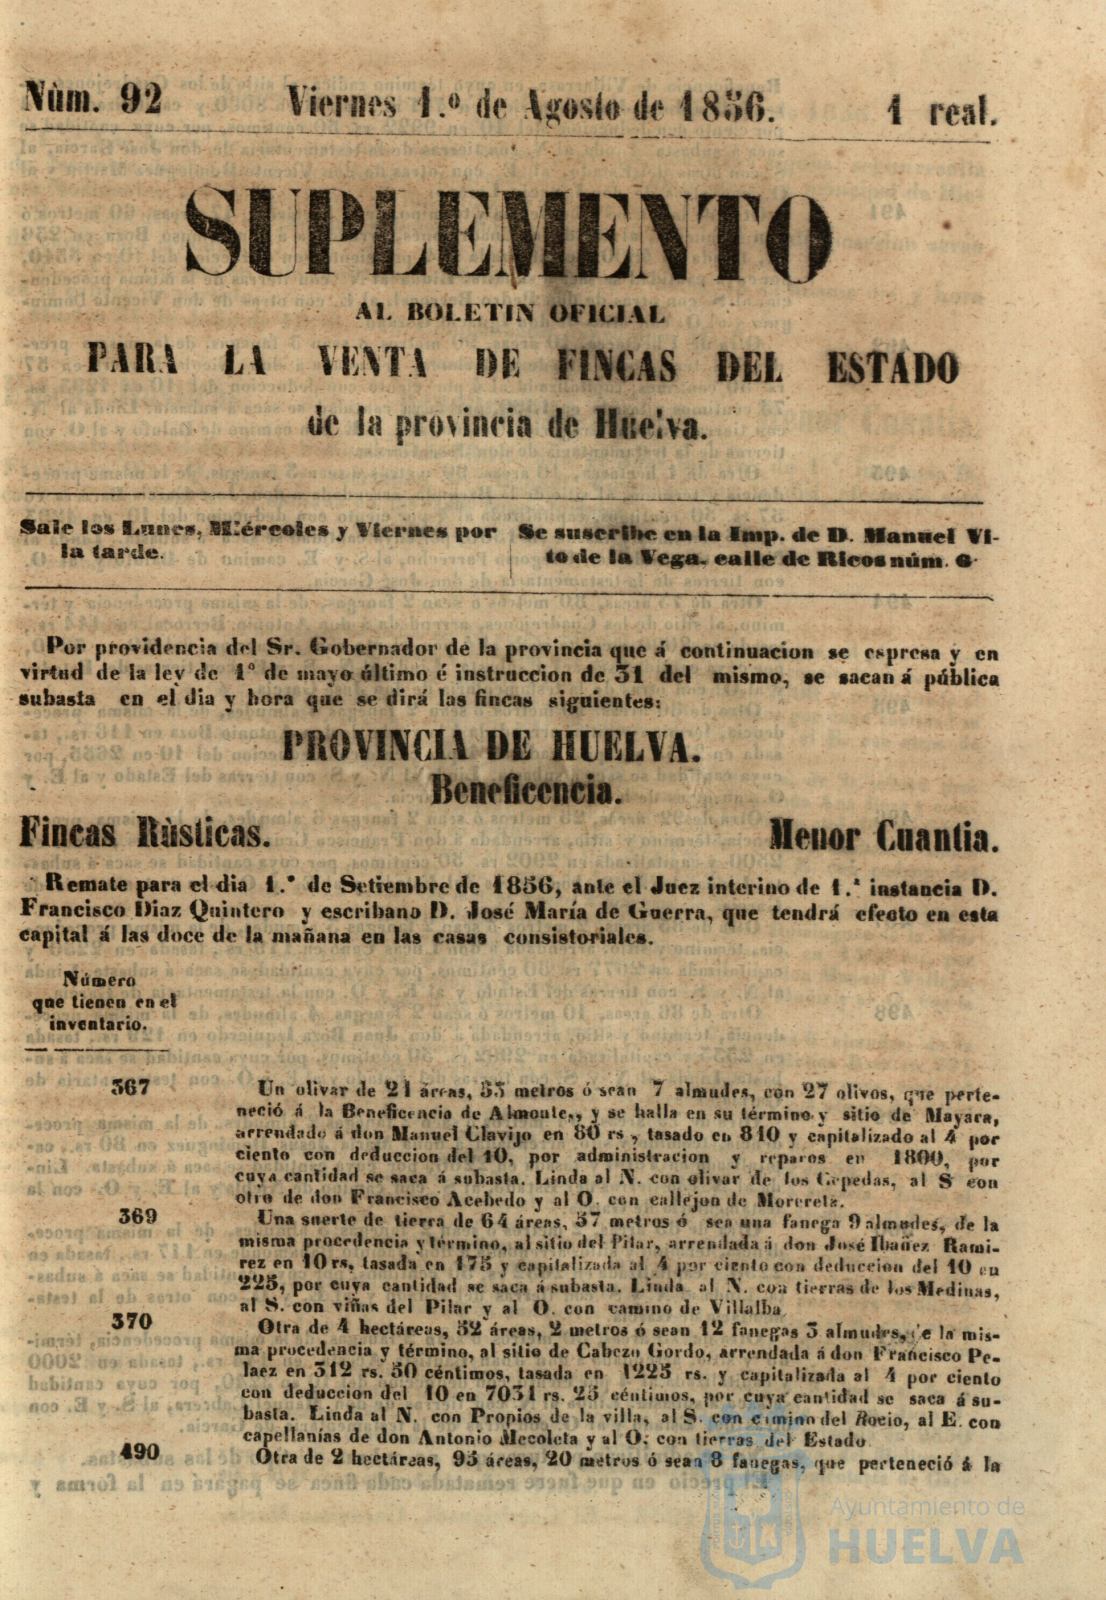 Núm. 92 Viernes 1.º de Agosto de 1856. 1 real.
SUPLEMENTO
AL BOLETIN OFICIAL
PARA LA VENTA DE FINCAS DEL ESTADO
de la provincia de Huelva.
Sale los Lunes, Miércoles y Viernes por
la tarde.
Se suscribe en la Imp. de D. Manuel Vi-
to de la Vega, calle de Ricos núm. 6
Por providencia del Sr. Gobernador de la provincia que á continuacion se espresa y en
virtud de la ley de 1º de mayo último é instruccion de 31 del mismo, se sacan á pública
subasta en el dia y hora que se dirá las fincas siguientes:
PROVINCIA DE HUELVA.
Beneficencia.
Fincas Rùsticas. Menor Cuantia.
Remate para el dia 1.º de Setiembre de 1856, ante el Juez interino de 1.ª instancia D.
Francisco Diaz Quintero y escribano D. José María de Guerra, que tendrá efecto en esta
capital á las doce de la mañana en las casas consistoriales.
Número
que tienen en el
inventario.
367 Un olivar de 21 áreas, 33 metros ó sean 7 almudes, con 27 olivos, que perte-
neció á la Beneficencia de Almonte,, y se halla en su término y sitio de Mayara,
arrendado á don Manuel Clavijo en 80 rs, tasado en 810 y capitalizado al 4 por
ciento con deduccion del 10, por administracion y reparos en 1800, por
cuya cantidad se saca á subasta. Linda al N. con olivar de los Cepedas, al S con
otro de don Francisco Acebedo y al O. con callejon de Morereta.
369 Una suerte de tierra de 64 áreas, 37 metros ó sea una fanega 9 almudes, de la
misma procedencia y término, al sitio del Pilar, arrendada á don José Ibañez Rami-
rez en 10 rs, tasada en 175 y capitalizada al 4 por ciento con deduccion del 10 en
225, por cuya cantidad se saca á subasta. Linda al N. con tierras de los Medinas,
al S. con viñas del Pilar y al O. con camino de Villalba
370 Otra de 4 hectáreas, 52 áreas, 2 metros ó sean 12 fanegas 3 almudes, de la mis-
ma procedencia y término, al sitio de Cabezo Gordo, arrendada á don Francisco Pe-
laez en 312 rs. 50 céntimos, tasada en 1225 rs. y capitalizada al 4 por ciento
con deduccion del 10 en 7031 rs. 25 céntimos, por cuya cantidad se saca á su-
basta. Linda al N. con Propios de la villa, al S. con camino del Rocio, al E. con
capellanías de don Antonio Mecoleta y al O. con tierras del Estado
490 Otra de 2 hectáreas, 95 áreas, 20 metros ó sean 8 fanegas, que perteneció á la
Ayuntamiento de
HUELVA